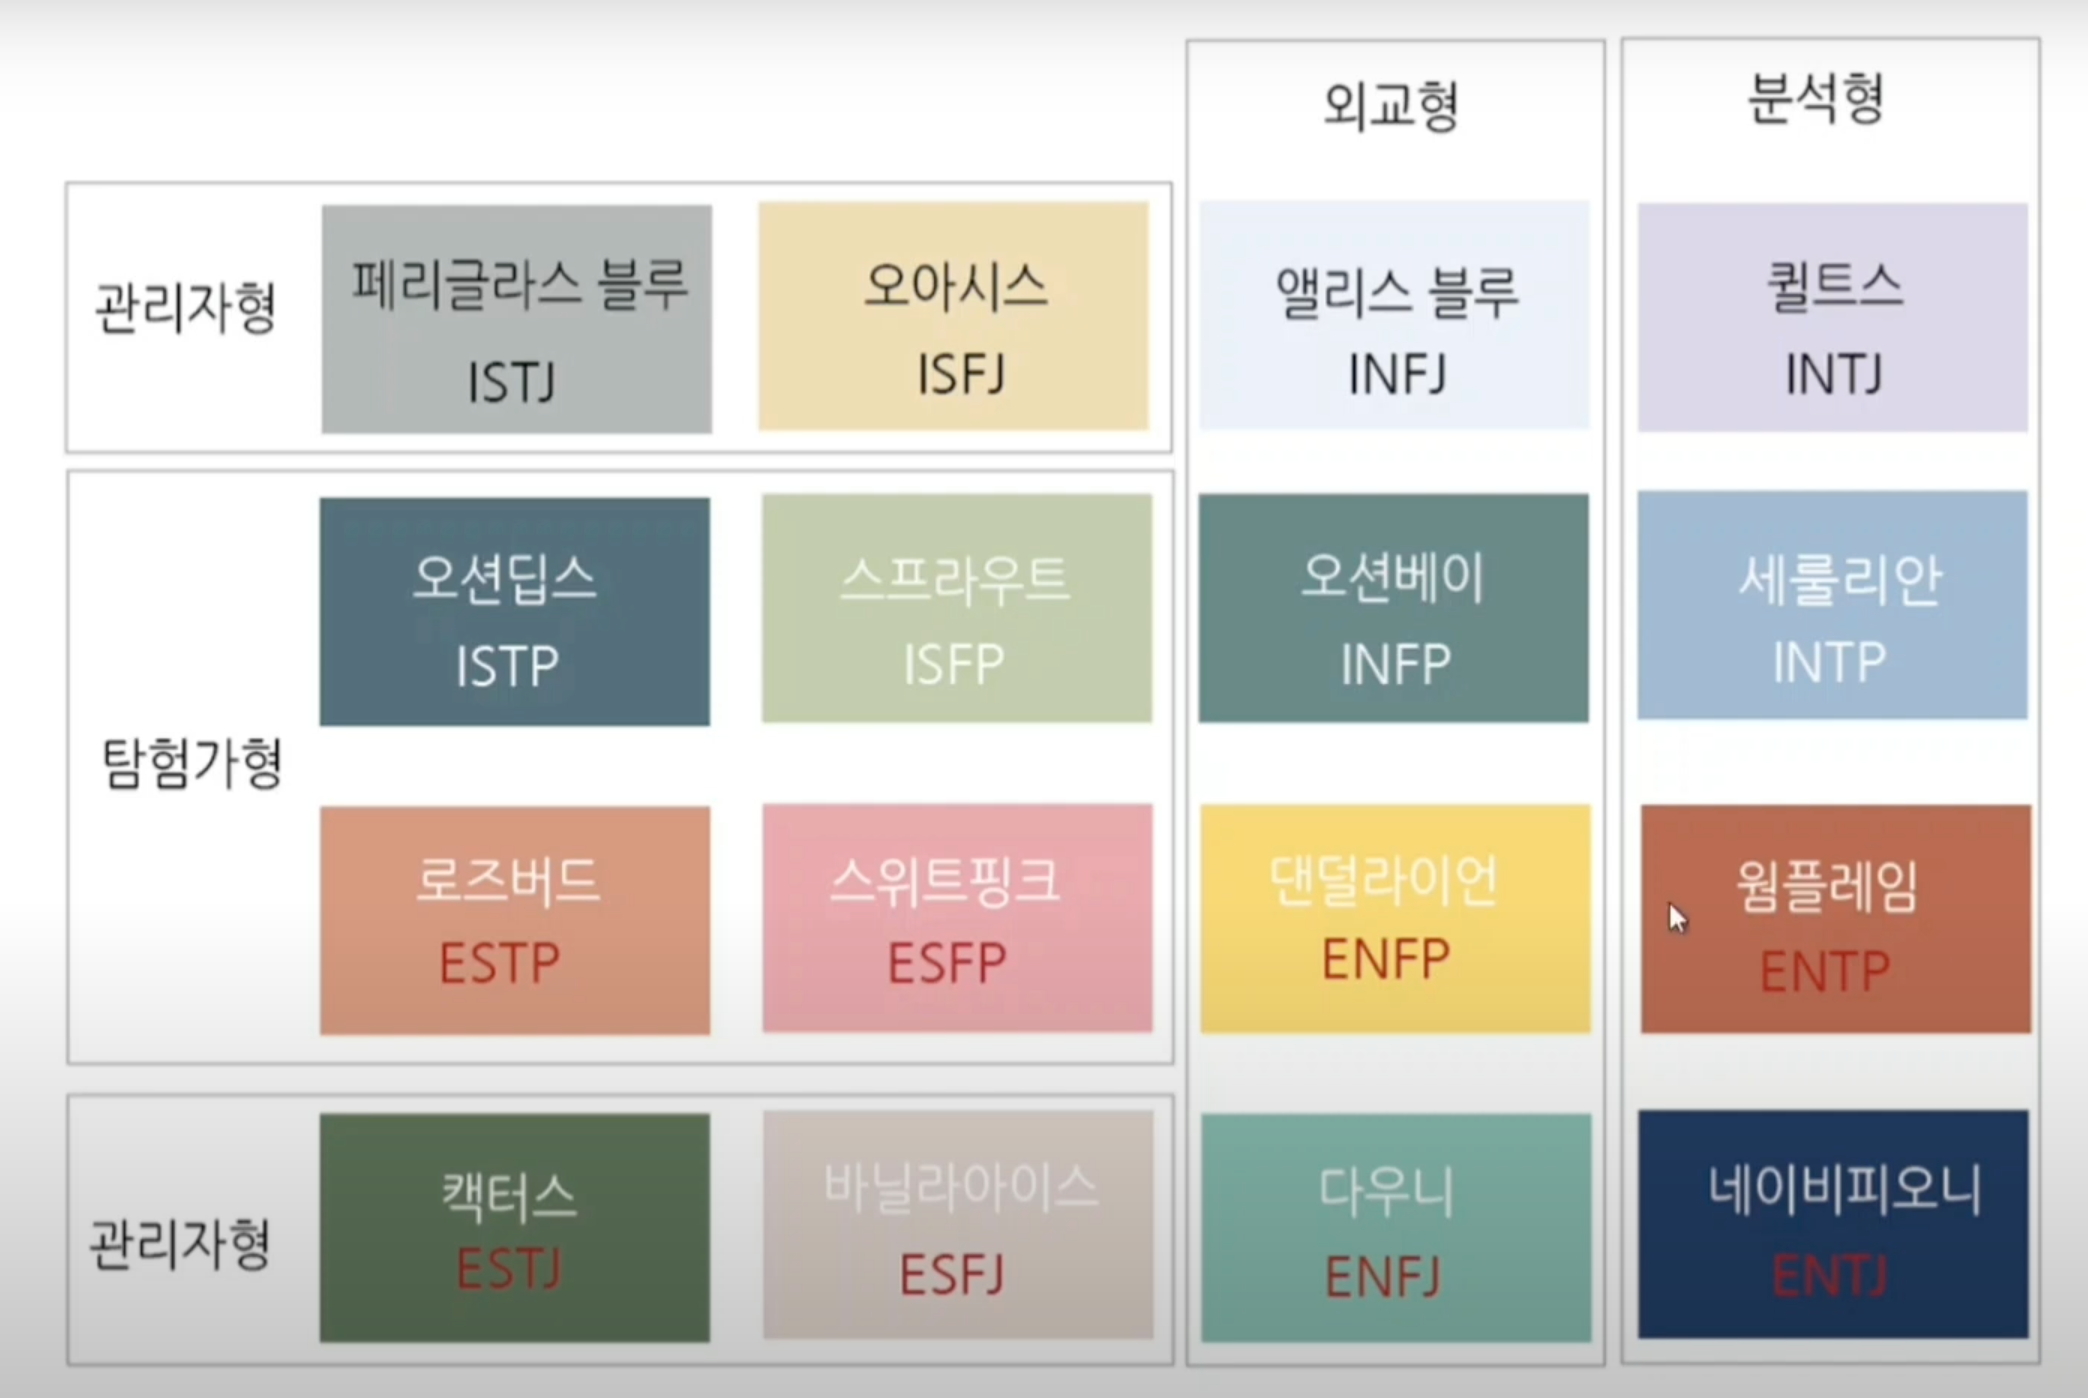 외교형
분석형
관리자형
페리글라스 블루
ISTJ
오아시스
ISFJ
앨리스 블루
INFJ
퀼트스
INTJ
탐험가형
오션딥스
ISTP
스프라우트
ISFP
오션베이
INFP
세룰리안
INTP
로즈버드
ESTP
스위트핑크
ESFP
댄덜라이언
ENFP
웜플레임
ENTP
관리자형
캑터스
ESTJ
바닐라아이스
ESFJ
다우니
ENFJ
네이비피오니
ENTJ